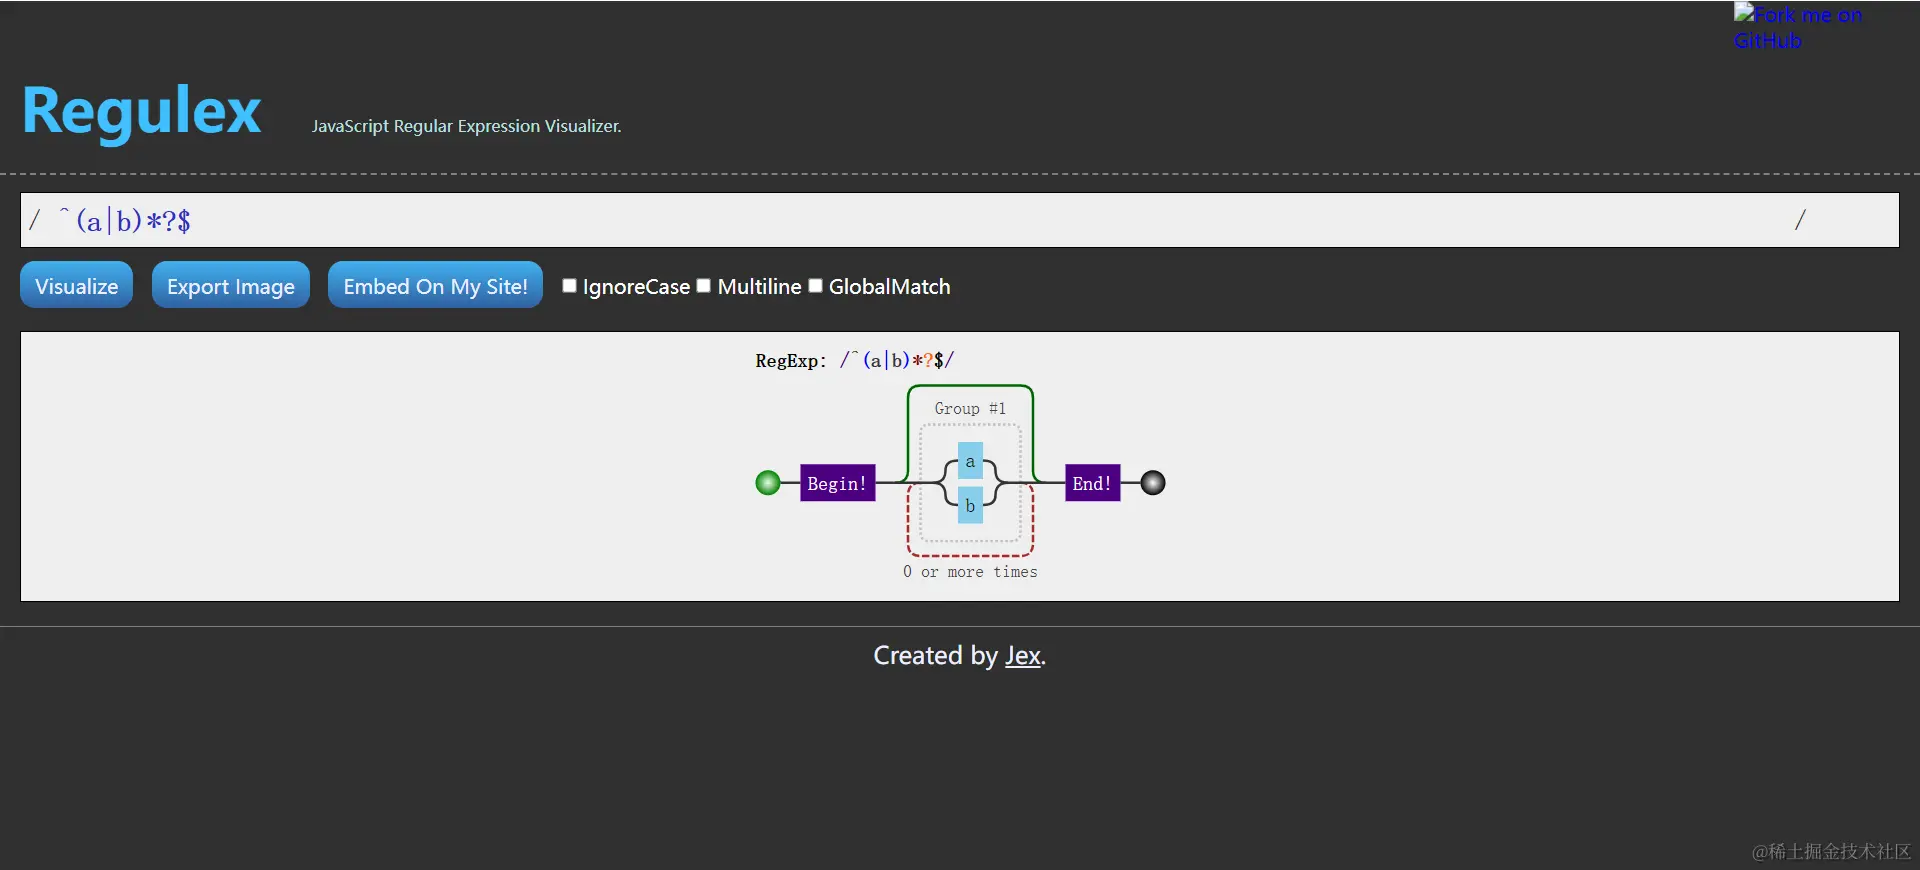 Fork me on
GitHub
Regulex JavaScript Regular Expression Visualizer.
/ ^(a|b)*?$ /
Visualize Export Image Embed On My Site! IgnoreCase Multiline GlobalMatch
RegExp: /^(a|b)*?$/
Group #1
a
Begin! End!
b
0 or more times
Created by Jex.
@稀土掘金技术社区